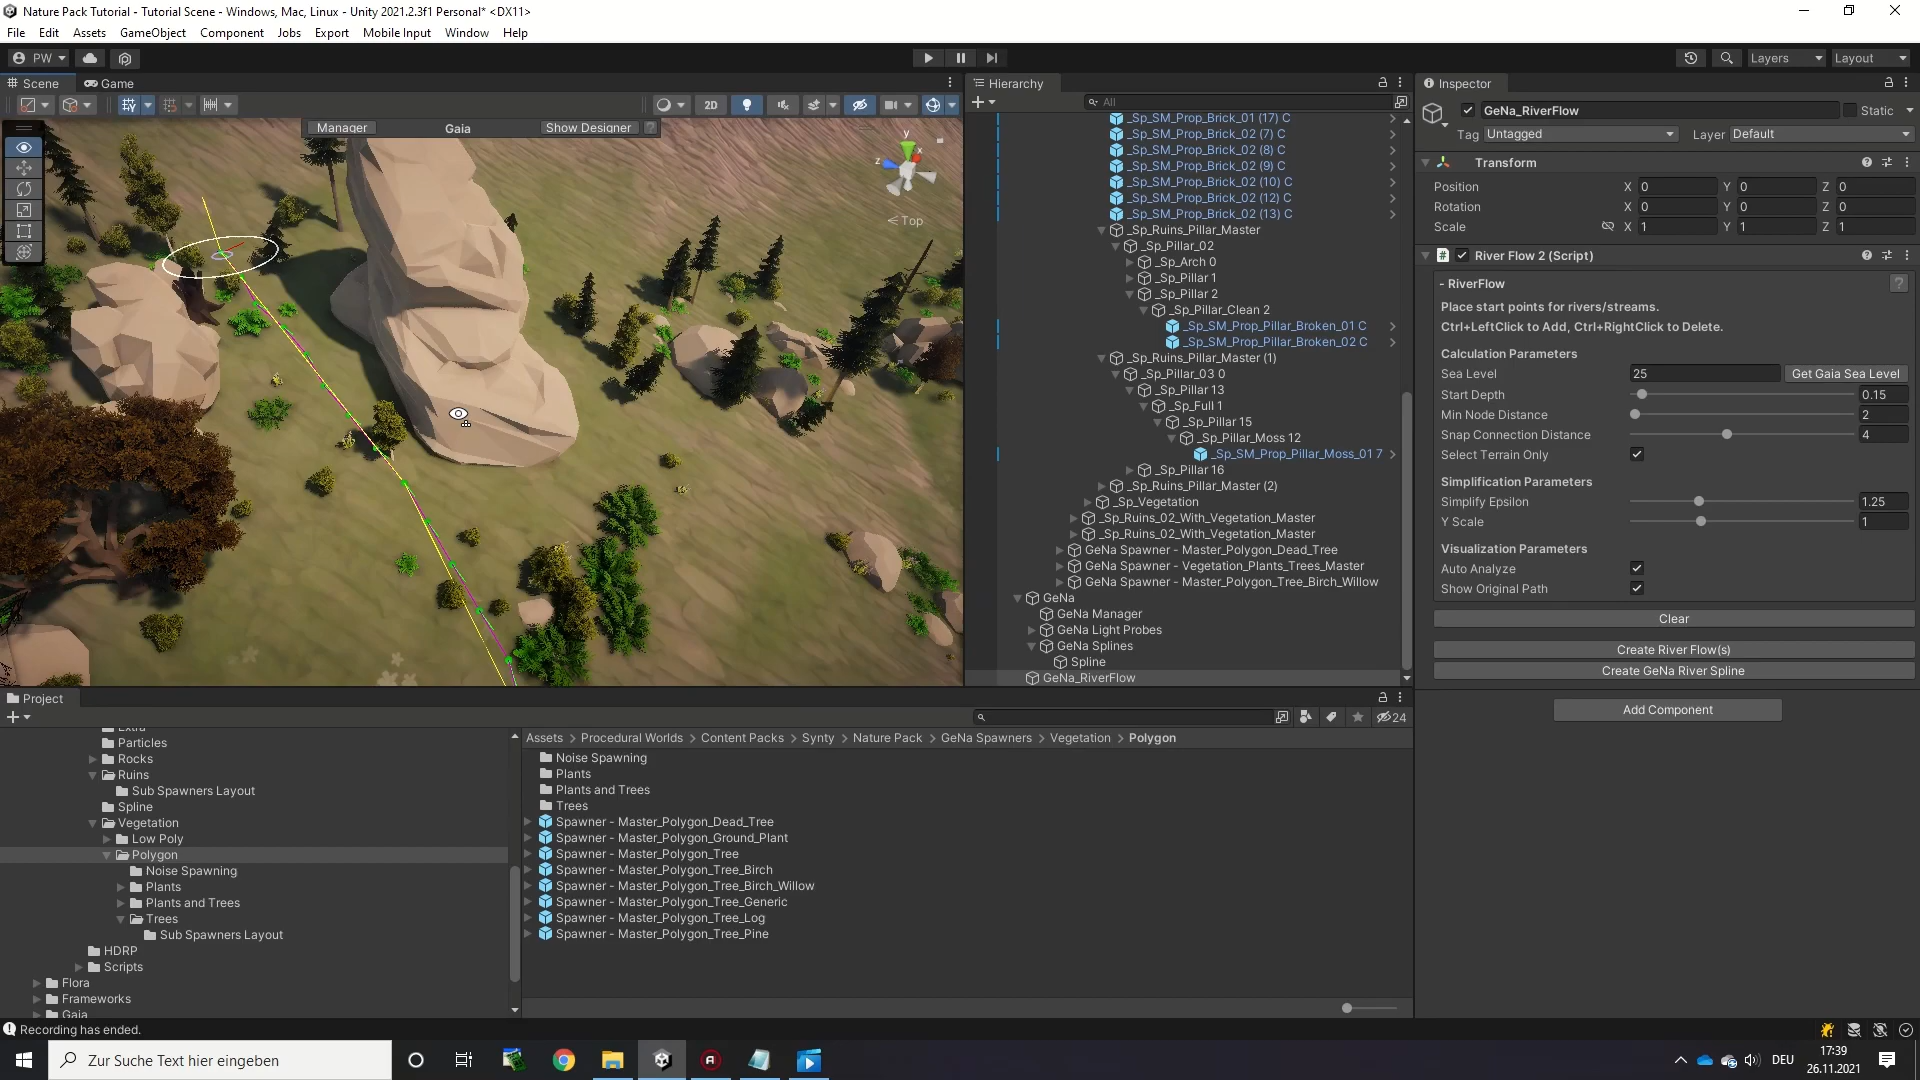 Nature Pack Tutorial - Tutorial Scene - Windows, Mac, Linux - Unity 2021.2.3f1 Personal* <DX11>
File Edit Assets GameObject Component Jobs Export Mobile Input Window Help
PW Layers Layout
Scene Game
2D
Manager Gaia Show Designer ?
y
x
z
Top
Hierarchy
All
_Sp_SM_Prop_Brick_01 (17) C
_Sp_SM_Prop_Brick_02 (7) C
_Sp_SM_Prop_Brick_02 (8) C
_Sp_SM_Prop_Brick_02 (9) C
_Sp_SM_Prop_Brick_02 (10) C
_Sp_SM_Prop_Brick_02 (12) C
_Sp_SM_Prop_Brick_02 (13) C
_Sp_Ruins_Pillar_Master
_Sp_Pillar_02
_Sp_Arch 0
_Sp_Pillar 1
_Sp_Pillar 2
_Sp_Pillar_Clean 2
_Sp_SM_Prop_Pillar_Broken_01 C
_Sp_SM_Prop_Pillar_Broken_02 C
_Sp_Ruins_Pillar_Master (1)
_Sp_Pillar_03 0
_Sp_Pillar 13
_Sp_Full 1
_Sp_Pillar 15
_Sp_Pillar_Moss 12
_Sp_SM_Prop_Pillar_Moss_01 7
_Sp_Pillar 16
_Sp_Ruins_Pillar_Master (2)
_Sp_Vegetation
_Sp_Ruins_02_With_Vegetation_Master
_Sp_Ruins_02_With_Vegetation_Master
GeNa Spawner - Master_Polygon_Dead_Tree
GeNa Spawner - Vegetation_Plants_Trees_Master
GeNa Spawner - Master_Polygon_Tree_Birch_Willow
GeNa
GeNa Manager
GeNa Light Probes
GeNa Splines
Spline
GeNa_RiverFlow
Inspector
GeNa_RiverFlow Static
Tag Untagged Layer Default
Transform
Position X 0 Y 0 Z 0
Rotation X 0 Y 0 Z 0
Scale X 1 Y 1 Z 1
River Flow 2 (Script)
- RiverFlow ?
Place start points for rivers/streams.
Ctrl+LeftClick to Add, Ctrl+RightClick to Delete.
Calculation Parameters
Sea Level 25 Get Gaia Sea Level
Start Depth 0.15
Min Node Distance 2
Snap Connection Distance 4
Select Terrain Only
Simplification Parameters
Simplify Epsilon 1.25
Y Scale 1
Visualization Parameters
Auto Analyze
Show Original Path
Clear
Create River Flow(s)
Create GeNa River Spline
Add Component
Project
24
Extra
Particles
Rocks
Ruins
Sub Spawners Layout
Spline
Vegetation
Low Poly
Polygon
Noise Spawning
Plants
Plants and Trees
Trees
Sub Spawners Layout
HDRP
Scripts
Flora
Frameworks
Gaia
Assets > Procedural Worlds > Content Packs > Synty > Nature Pack > GeNa Spawners > Vegetation > Polygon
Noise Spawning
Plants
Plants and Trees
Trees
Spawner - Master_Polygon_Dead_Tree
Spawner - Master_Polygon_Ground_Plant
Spawner - Master_Polygon_Tree
Spawner - Master_Polygon_Tree_Birch
Spawner - Master_Polygon_Tree_Birch_Willow
Spawner - Master_Polygon_Tree_Generic
Spawner - Master_Polygon_Tree_Log
Spawner - Master_Polygon_Tree_Pine
Recording has ended.
Zur Suche Text hier eingeben
DEU
17:39
26.11.2021